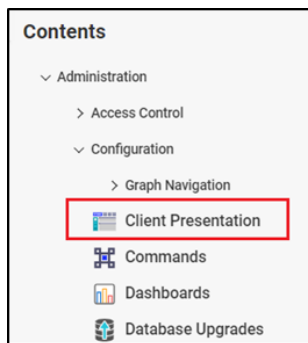 Contents
Administration
Access Control
Configuration
Graph Navigation
Client Presentation
Commands
Dashboards
Database Upgrades